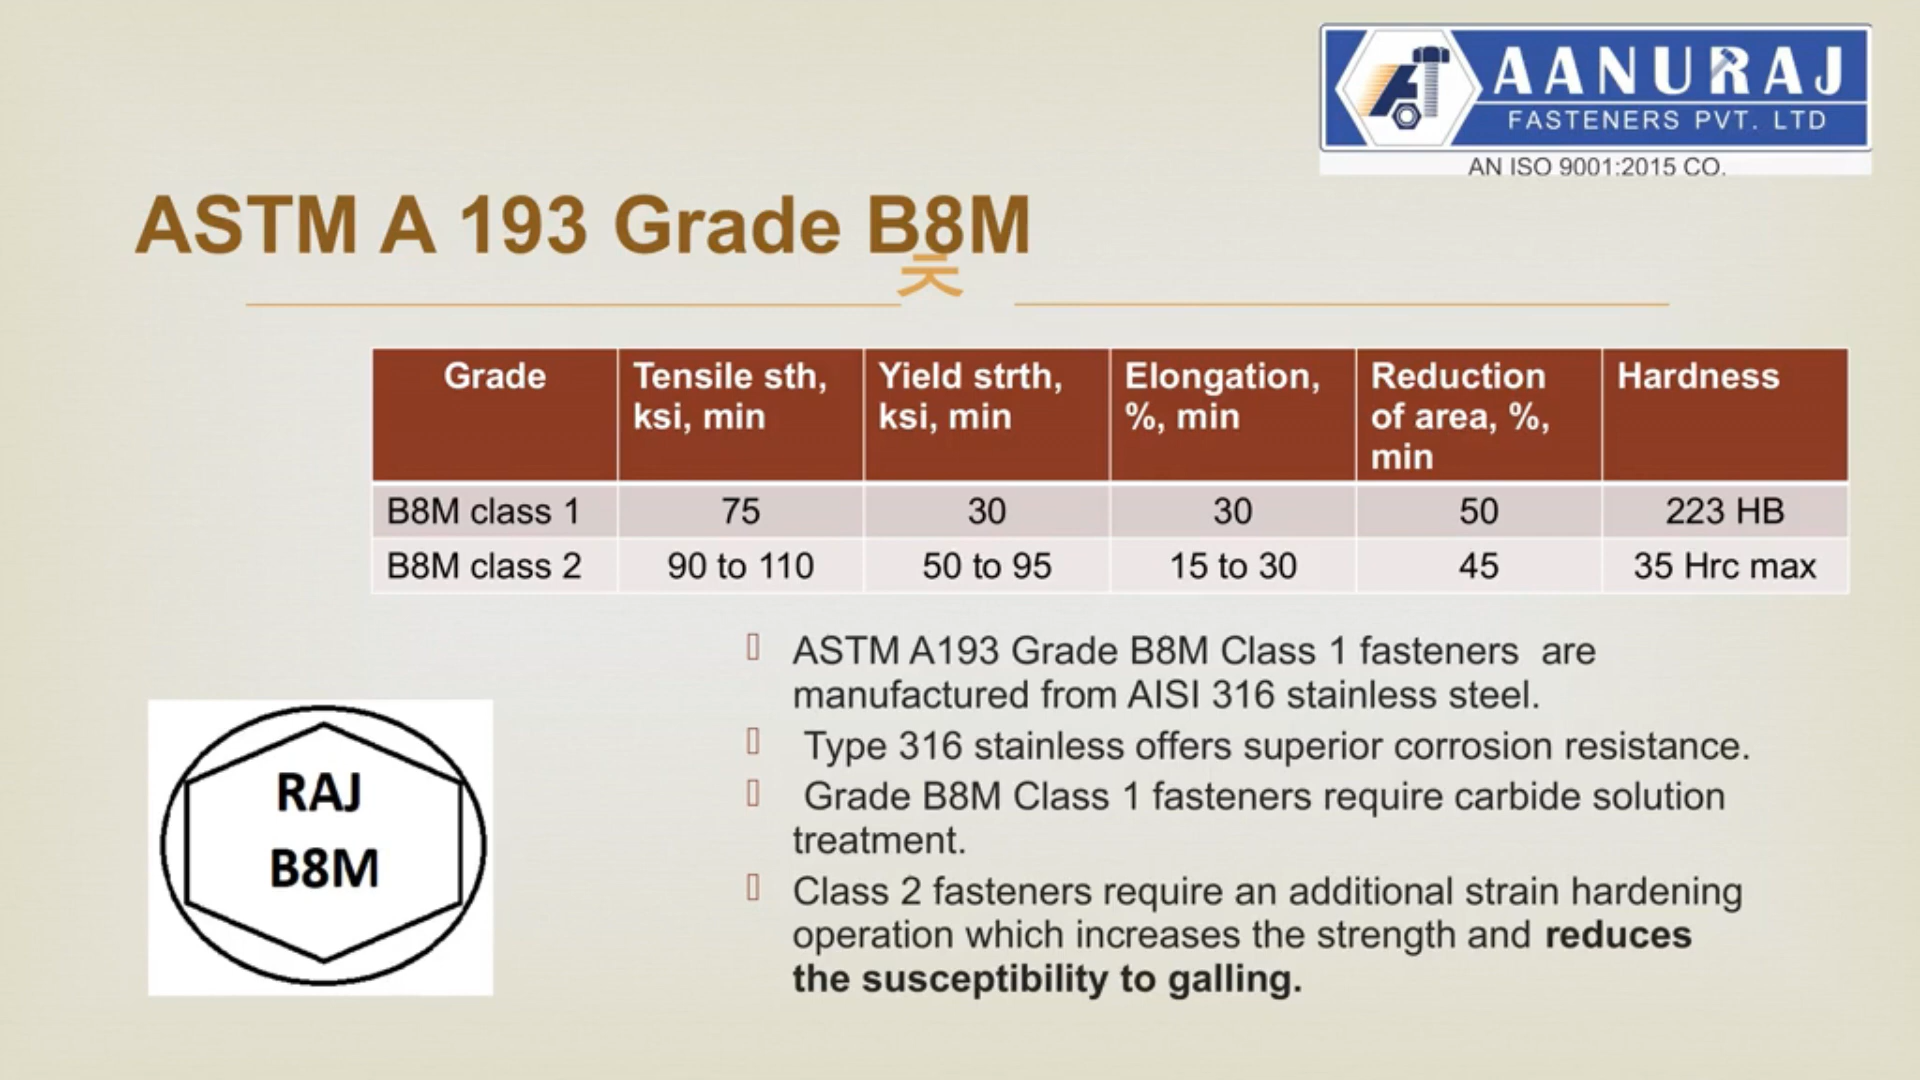 AANURAJ
FASTENERS PVT. LTD
AN ISO 9001:2015 CO.
ASTM A 193 Grade B8M
Grade Tensile sth, ksi, min Yield strth, ksi, min Elongation, %, min Reduction of area, %, min Hardness
B8M class 1 75 30 30 50 223 HB
B8M class 2 90 to 110 50 to 95 15 to 30 45 35 Hrc max
ASTM A193 Grade B8M Class 1 fasteners are
manufactured from AISI 316 stainless steel.
Type 316 stainless offers superior corrosion resistance.
Grade B8M Class 1 fasteners require carbide solution
treatment.
Class 2 fasteners require an additional strain hardening
operation which increases the strength and reduces
the susceptibility to galling.
RAJ
B8M